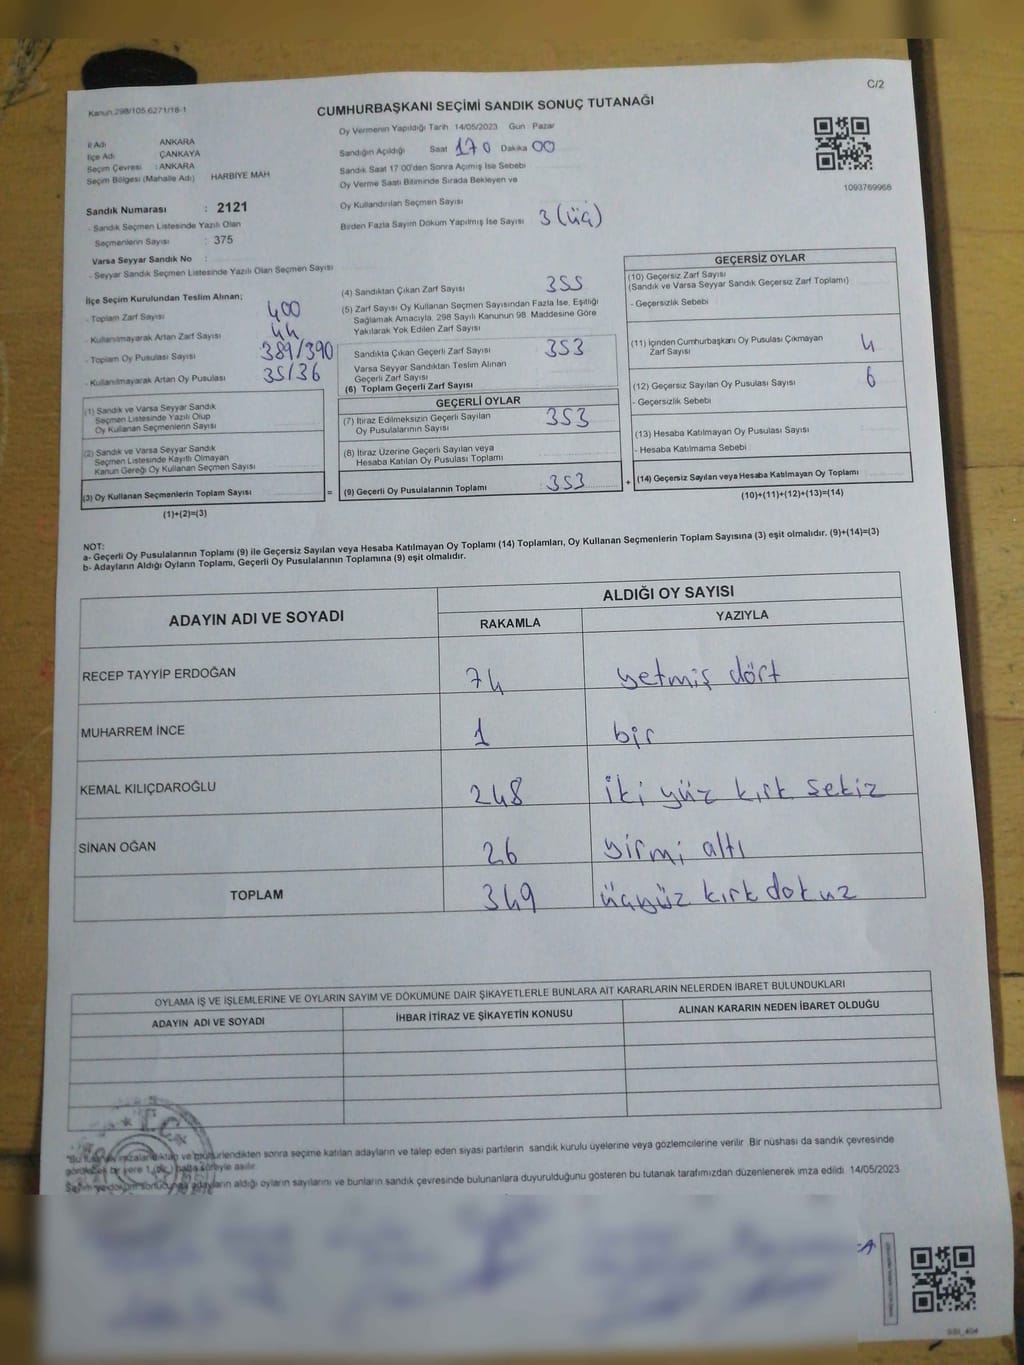 C/2
Kanun 298/105 6271/18-1
CUMHURBAŞKANI SEÇİMİ SANDIK SONUÇ TUTANAĞI
Oy Vermenin Yapıldığı Tarih 14/05/2023 Gün : Pazar
İl Adı ANKARA
İlçe Adı ÇANKAYA
Seçim Çevresi : ANKARA
Seçim Bölgesi (Mahalle Adı) HARBİYE MAH
Sandığın Açıldığı Saat 170 Dakika 00
Sandık Saat 17 00'den Sonra Açılmış İse Sebebi
Oy Verme Saati Bitiminde Sırada Bekleyen ve
Oy Kullandırılan Seçmen Sayısı
Birden Fazla Sayım Döküm Yapılmış İse Sayısı 3 (üç)
1093769968
Sandık Numarası : 2121
- Sandık Seçmen Listesinde Yazılı Olan
Seçmenlerin Sayısı : 375
Varsa Seyyar Sandık No :
- Seyyar Sandık Seçmen Listesinde Yazılı Olan Seçmen Sayısı
İlçe Seçim Kurulundan Teslim Alınan;
- Toplam Zarf Sayısı 400
- Kullanılmayarak Artan Zarf Sayısı 44
- Toplam Oy Pusulası Sayısı 389/390
- Kullanılmayarak Artan Oy Pusulası 35/36
(1) Sandık ve Varsa Seyyar Sandık
Seçmen Listesinde Yazılı Olup
Oy Kullanan Seçmenlerin Sayısı
(2) Sandık ve Varsa Seyyar Sandık
Seçmen Listesinde Kayıtlı Olmayan
Kanun Gereği Oy Kullanan Seçmen Sayısı
(3) Oy Kullanan Seçmenlerin Toplam Sayısı
(1)+(2)=(3)
=
(4) Sandıktan Çıkan Zarf Sayısı 355
(5) Zarf Sayısı Oy Kullanan Seçmen Sayısından Fazla İse, Eşitliği
Sağlamak Amacıyla, 298 Sayılı Kanunun 98. Maddesine Göre
Yakılarak Yok Edilen Zarf Sayısı
Sandıkta Çıkan Geçerli Zarf Sayısı 353
Varsa Seyyar Sandıktan Teslim Alınan
Geçerli Zarf Sayısı
(6) Toplam Geçerli Zarf Sayısı
GEÇERLİ OYLAR
(7) İtiraz Edilmeksizin Geçerli Sayılan
Oy Pusulalarının Sayısı 353
(8) İtiraz Üzerine Geçerli Sayılan veya
Hesaba Katılan Oy Pusulası Toplamı
(9) Geçerli Oy Pusulalarının Toplamı 353
+
GEÇERSİZ OYLAR
(10) Geçersiz Zarf Sayısı
(Sandık ve Varsa Seyyar Sandık Geçersiz Zarf Toplamı)
- Geçersizlik Sebebi
(11) İçinden Cumhurbaşkanı Oy Pusulası Çıkmayan
Zarf Sayısı 4
(12) Geçersiz Sayılan Oy Pusulası Sayısı 6
- Geçersizlik Sebebi
(13) Hesaba Katılmayan Oy Pusulası Sayısı
- Hesaba Katılmama Sebebi
(14) Geçersiz Sayılan veya Hesaba Katılmayan Oy Toplamı
(10)+(11)+(12)+(13)=(14)
NOT:
a- Geçerli Oy Pusulalarının Toplamı (9) ile Geçersiz Sayılan veya Hesaba Katılmayan Oy Toplamı (14) Toplamları, Oy Kullanan Seçmenlerin Toplam Sayısına (3) eşit olmalıdır. (9)+(14)=(3)
b- Adayların Aldığı Oyların Toplamı, Geçerli Oy Pusulalarının Toplamına (9) eşit olmalıdır.
ADAYIN ADI VE SOYADI
ALDIĞI OY SAYISI
RAKAMLA YAZIYLA
RECEP TAYYİP ERDOĞAN 74 yetmiş dört
MUHARREM İNCE 1 bir
KEMAL KILIÇDAROĞLU 248 iki yüz kırk sekiz
SİNAN OĞAN 26 yirmi altı
TOPLAM 349 üçyüz kırk dokuz
OYLAMA İŞ VE İŞLEMLERİNE VE OYLARIN SAYIM VE DÖKÜMÜNE DAİR ŞİKAYETLERLE BUNLARA AİT KARARLARIN NELERDEN İBARET BULUNDUKLARI
ADAYIN ADI VE SOYADI İHBAR İTİRAZ VE ŞİKAYETİN KONUSU ALINAN KARARIN NEDEN İBARET OLDUĞU
T.C.
"Bu tutanak imzalandıktan ve mühürlendikten sonra seçime katılan adayların ve talep eden siyasi partilerin sandık kurulu üyelerine veya gözlemcilerine verilir. Bir nüshası da sandık çevresinde
görülecek bir yere 1 (bir) hafta süreyle asılır.
Sayım ve döküm sonucunda adayların aldığı oyların sayılarını ve bunların sandık çevresinde bulunanlara duyurulduğunu gösteren bu tutanak tarafımızdan düzenlenerek imza edildi. 14/05/2023